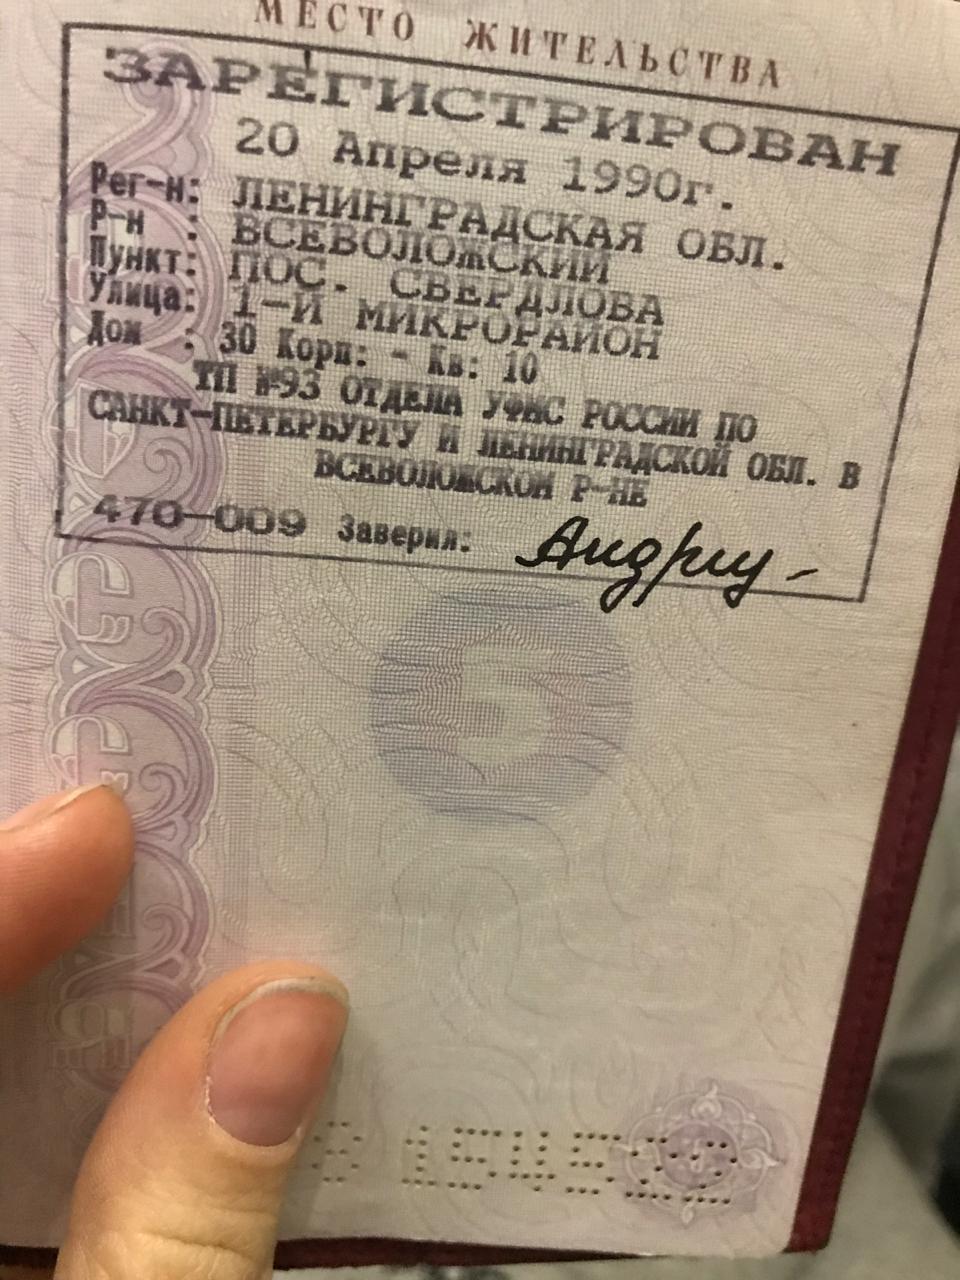 МЕСТО ЖИТЕЛЬСТВА
ЗАРЕГИСТРИРОВАН
20 Апреля 1990г.
Рег-н: ЛЕНИНГРАДСКАЯ ОБЛ.
Р-н : ВСЕВОЛОЖСКИЙ
Пункт: ПОС. СВЕРДЛОВА
Улица: 1-Й МИКРОРАЙОН
Дом : 30 Корп: - Кв: 10
ТП №93 ОТДЕЛА УФМС РОССИИ ПО
САНКТ-ПЕТЕРБУРГУ И ЛЕНИНГРАДСКОЙ ОБЛ. В
ВСЕВОЛОЖСКОМ Р-НЕ
470-009 Заверил:
5